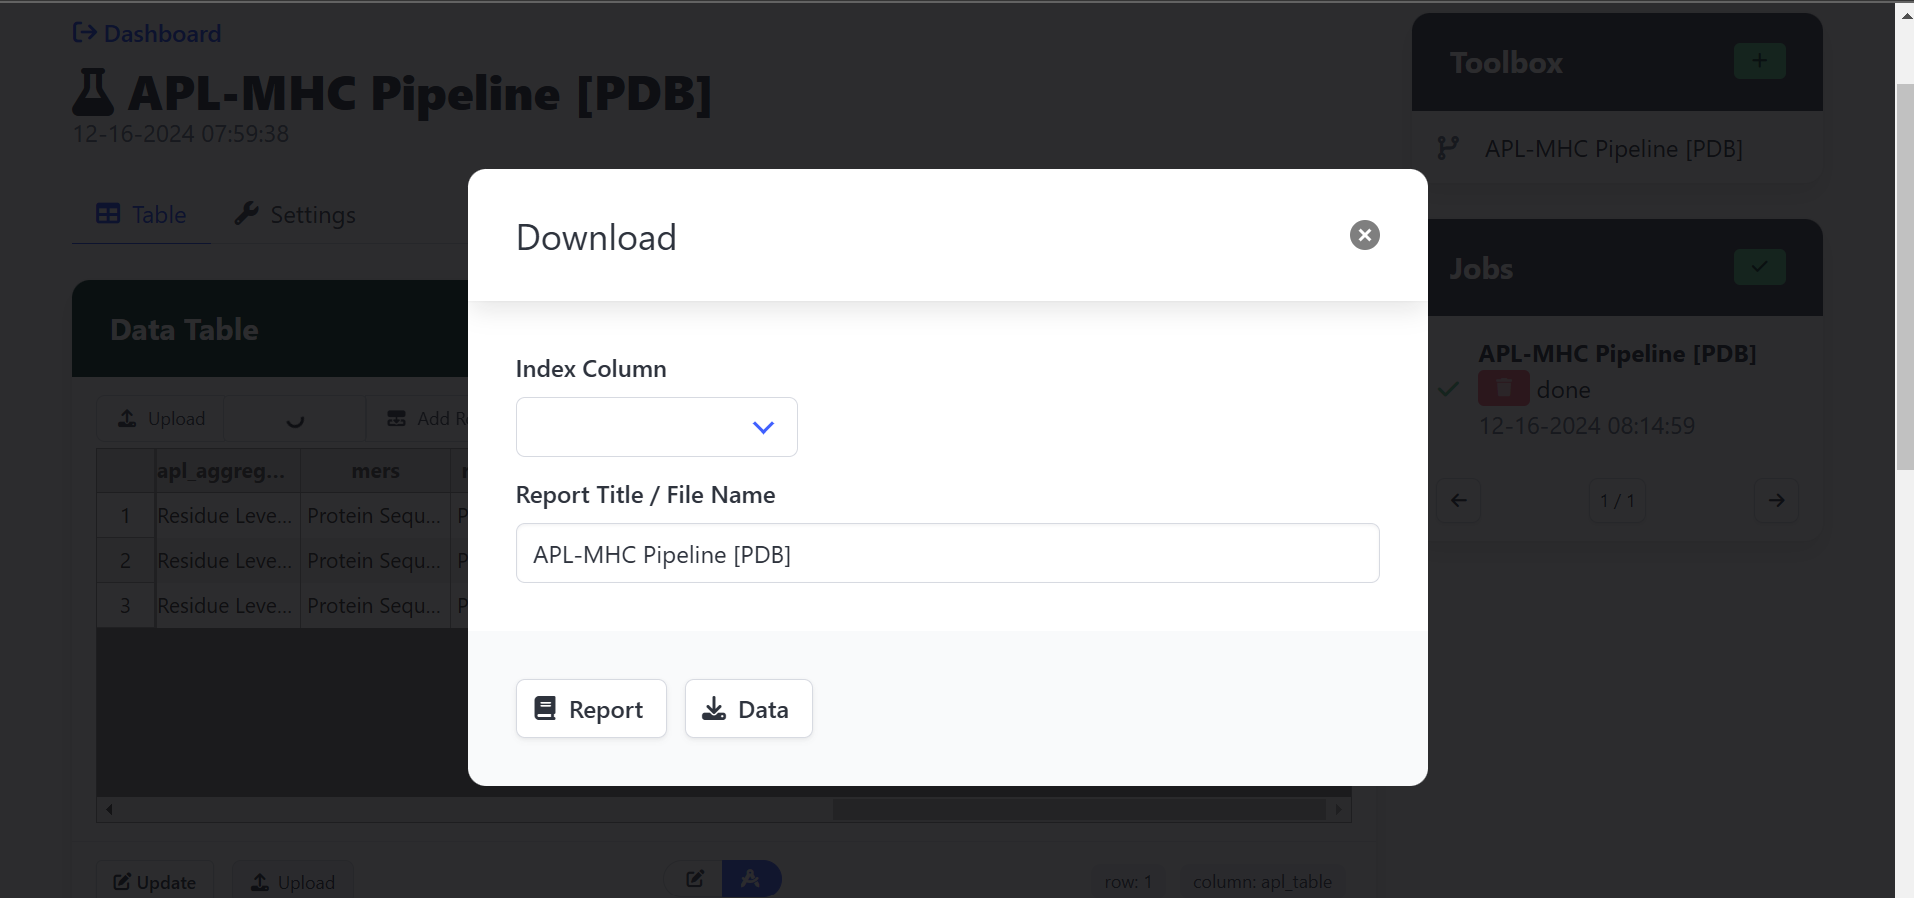 Dashboard
APL-MHC Pipeline [PDB]
12-16-2024 07:59:38
Table Settings
Data Table
Upload Add Re
apl_aggreg... mers
1 Residue Leve... Protein Sequ... P
2 Residue Leve... Protein Sequ... P
3 Residue Leve... Protein Sequ... P
Update Upload row: 1 column: apl_table
Download
Index Column
Report Title / File Name
APL-MHC Pipeline [PDB]
Report Data
Toolbox
APL-MHC Pipeline [PDB]
Jobs
APL-MHC Pipeline [PDB]
done
12-16-2024 08:14:59
1 / 1